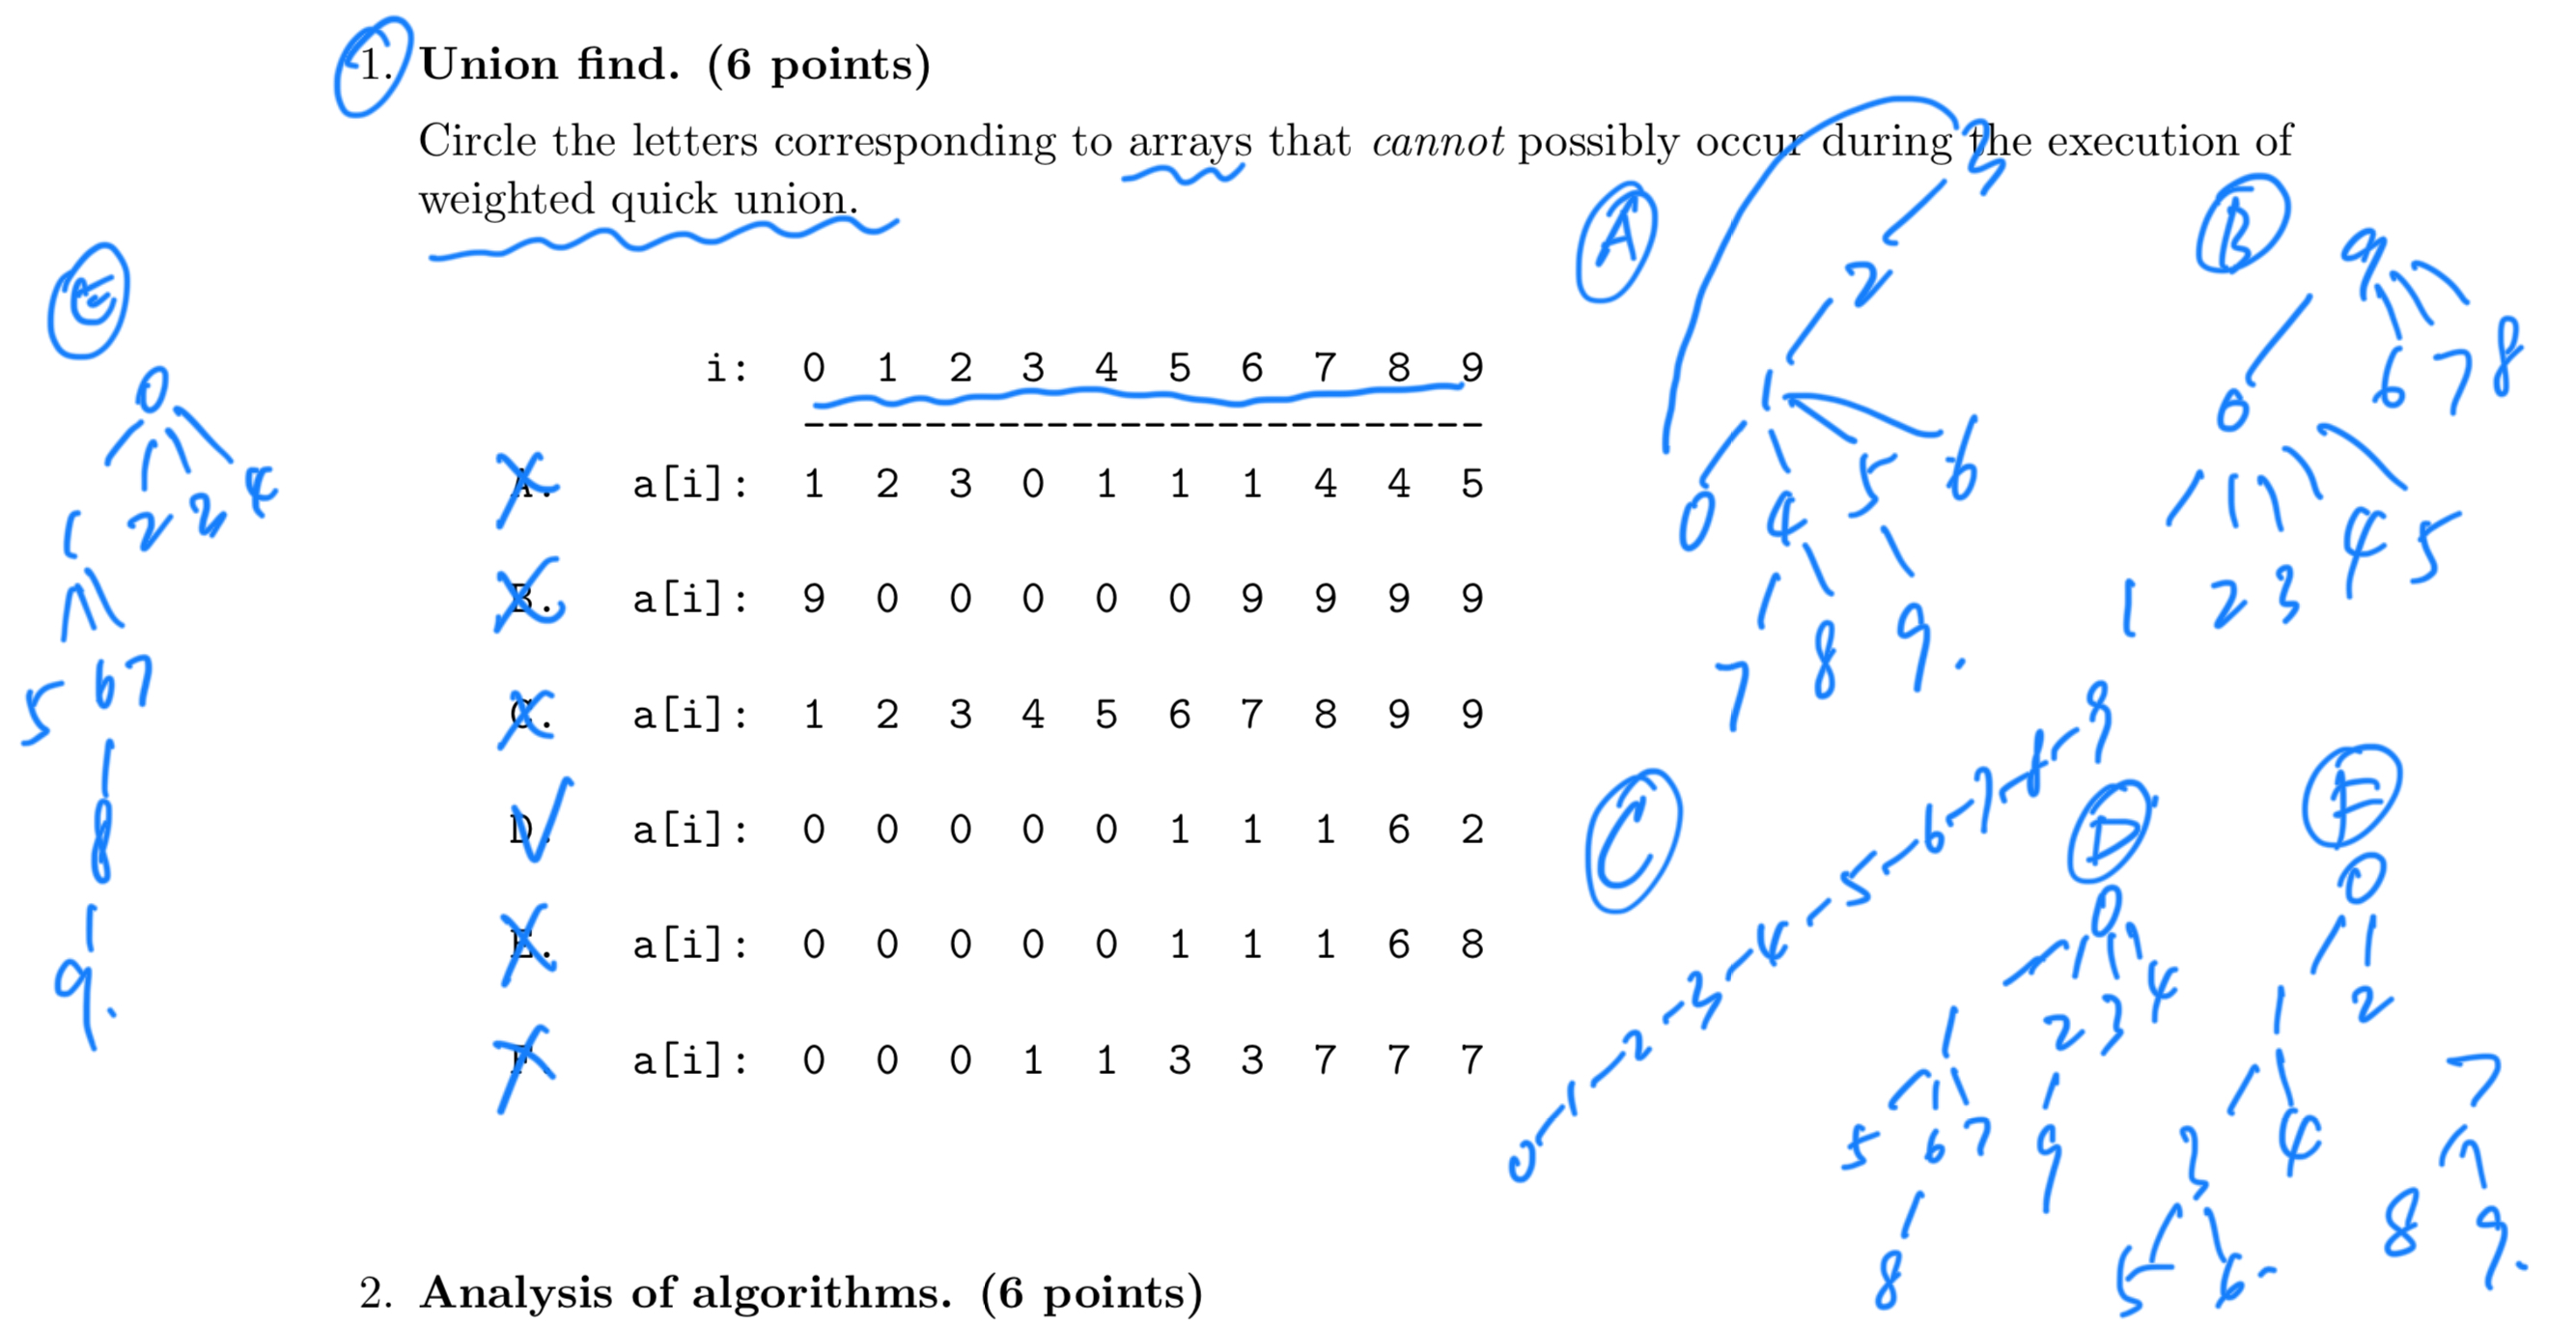 1. Union find. (6 points)
Circle the letters corresponding to arrays that cannot possibly occur during the execution of
weighted quick union.
i: 0 1 2 3 4 5 6 7 8 9
--------------------------------
A. a[i]: 1 2 3 0 1 1 1 4 4 5
B. a[i]: 9 0 0 0 0 0 9 9 9 9
C. a[i]: 1 2 3 4 5 6 7 8 9 9
D. a[i]: 0 0 0 0 0 1 1 1 6 2
E. a[i]: 0 0 0 0 0 1 1 1 6 8
F. a[i]: 0 0 0 1 1 3 3 7 7 7
E
0
1 2 3 4
5 6 7
8
9.
A
3
2
1
0 4 5 6
7 8 9.
B
9
0 6 7 8
1 2 3 4 5
C
0-1-2-3-4-5-6-7-8-9
D
0
1 2 3 4
5 6 7 9
8
F
0
1 2
3 4
5 6
7
8 9.
2. Analysis of algorithms. (6 points)